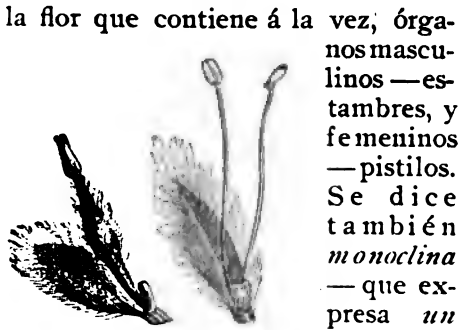 la flor que contiene á la vez, órga-
nos mascu-
linos — es-
tambres, y
femeninos
— pistilos.
Se dice
también
monoclina
— que ex-
presa un